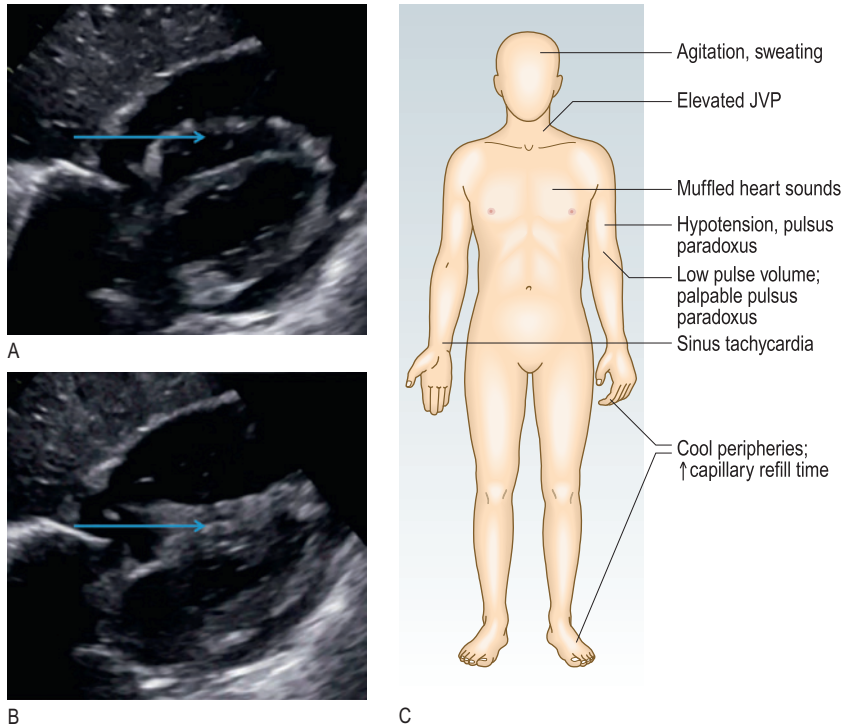 Agitation, sweating
Elevated JVP
Muffled heart sounds
Hypotension, pulsus
paradoxus
Low pulse volume;
palpable pulsus
paradoxus
Sinus tachycardia
Cool peripheries;
↑capillary refill time
A
B
C